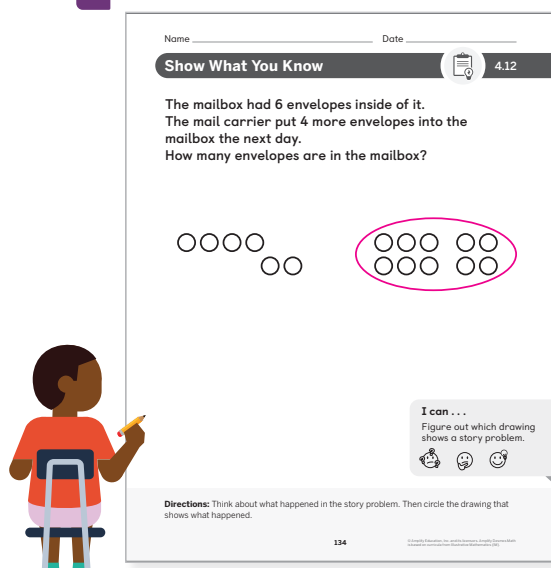 Name
Date
Show What You Know
4.12
The mailbox had 6 envelopes inside of it.
The mail carrier put 4 more envelopes into the
mailbox the next day.
How many envelopes are in the mailbox?
I can . . .
Figure out which drawing
shows a story problem.
Directions: Think about what happened in the story problem. Then circle the drawing that
shows what happened.
134